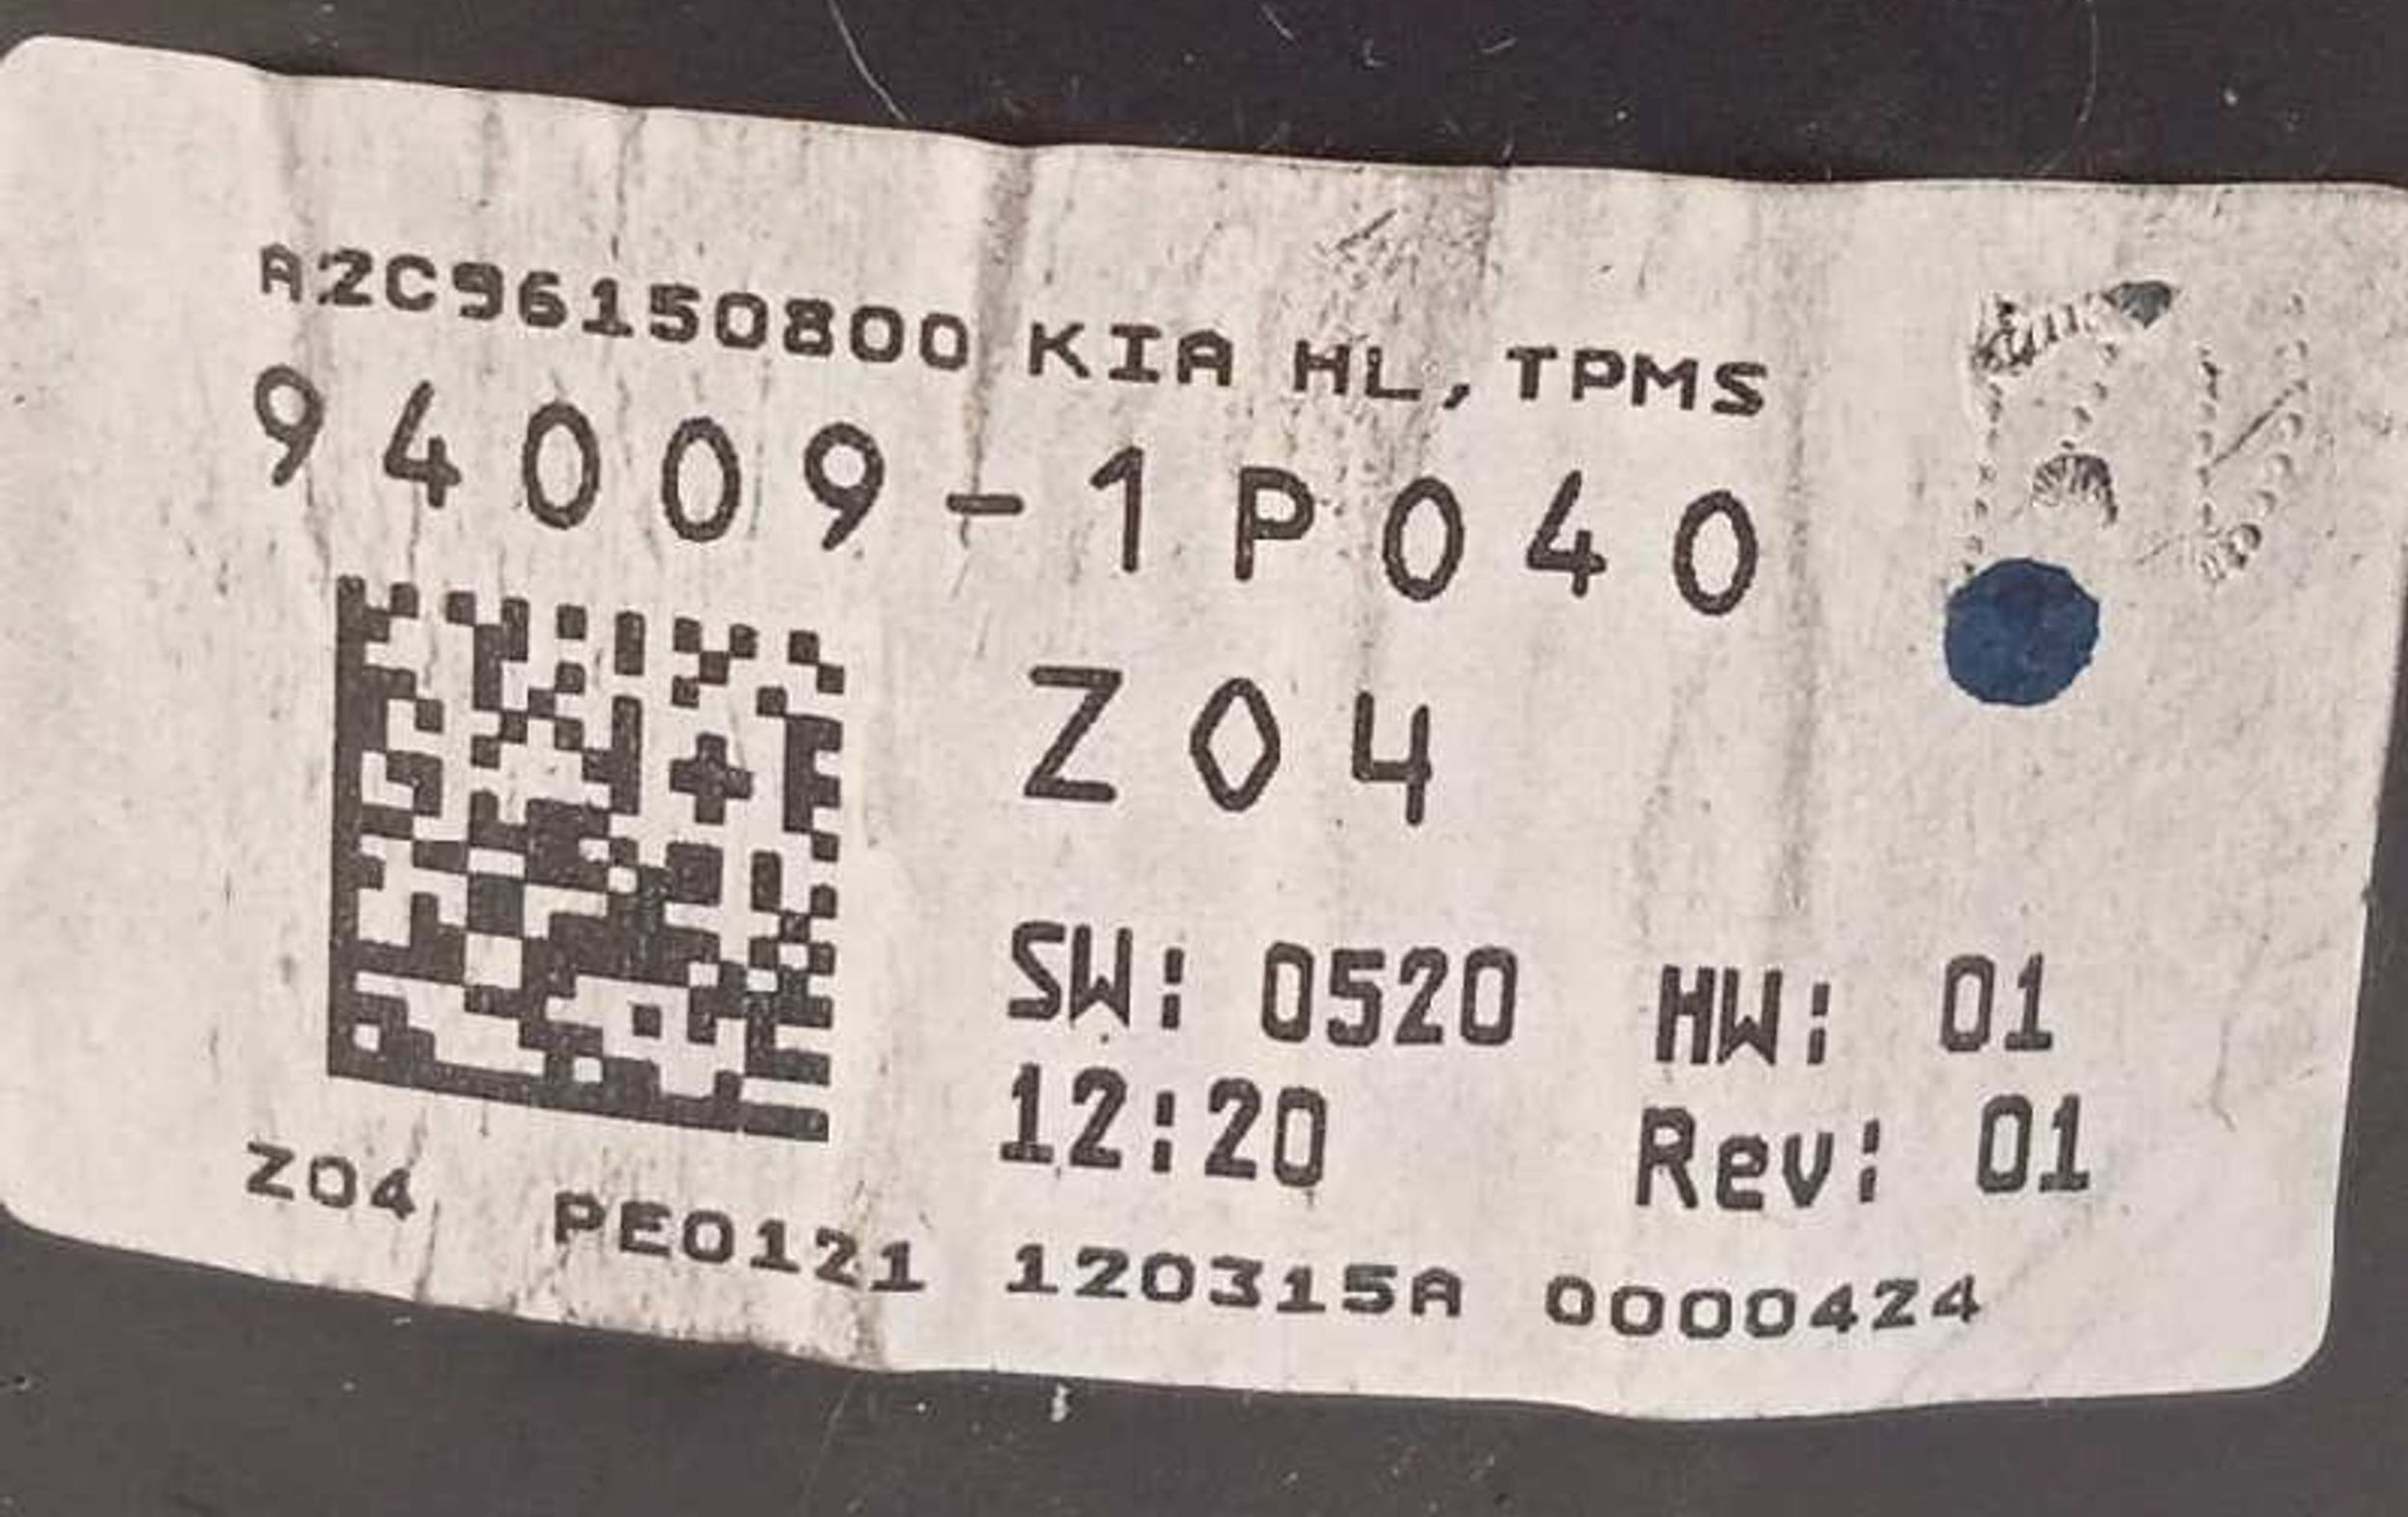 A2C96150800 KIA HL,TPMS
94009-1P040
Z04
SW: 0520 HW: 01
12:20 Rev: 01
Z04 PE0121 120315A 0000424